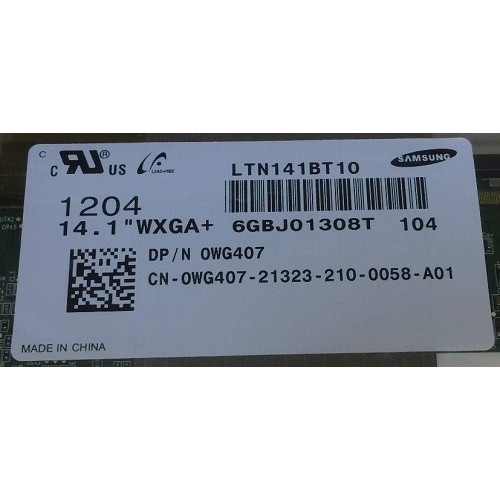 C
C UR ® US
LEAD-FREE
LTN141BT10
SAMSUNG
1204
14.1"WXGA+ 6GBJ01308T 104
DP/N 0WG407
CN-0WG407-21323-210-0058-A01
MADE IN CHINA